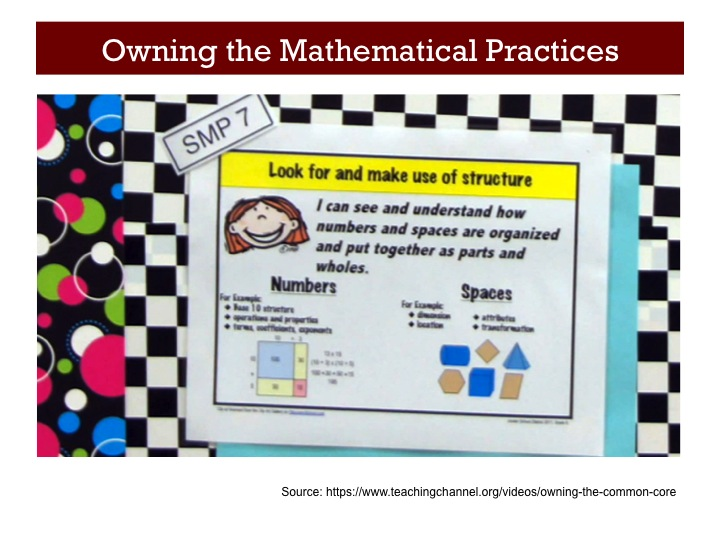 Owning the Mathematical Practices
SMP 7
Look for and make use of structure
I can see and understand how
numbers and spaces are organized
and put together as parts and
wholes.
Numbers
For Example:
Base 10 structure
operations and properties
terms, coefficients, exponents
Spaces
For Example:
dimension
location
attributes
transformation
Source: https://www.teachingchannel.org/videos/owning-the-common-core